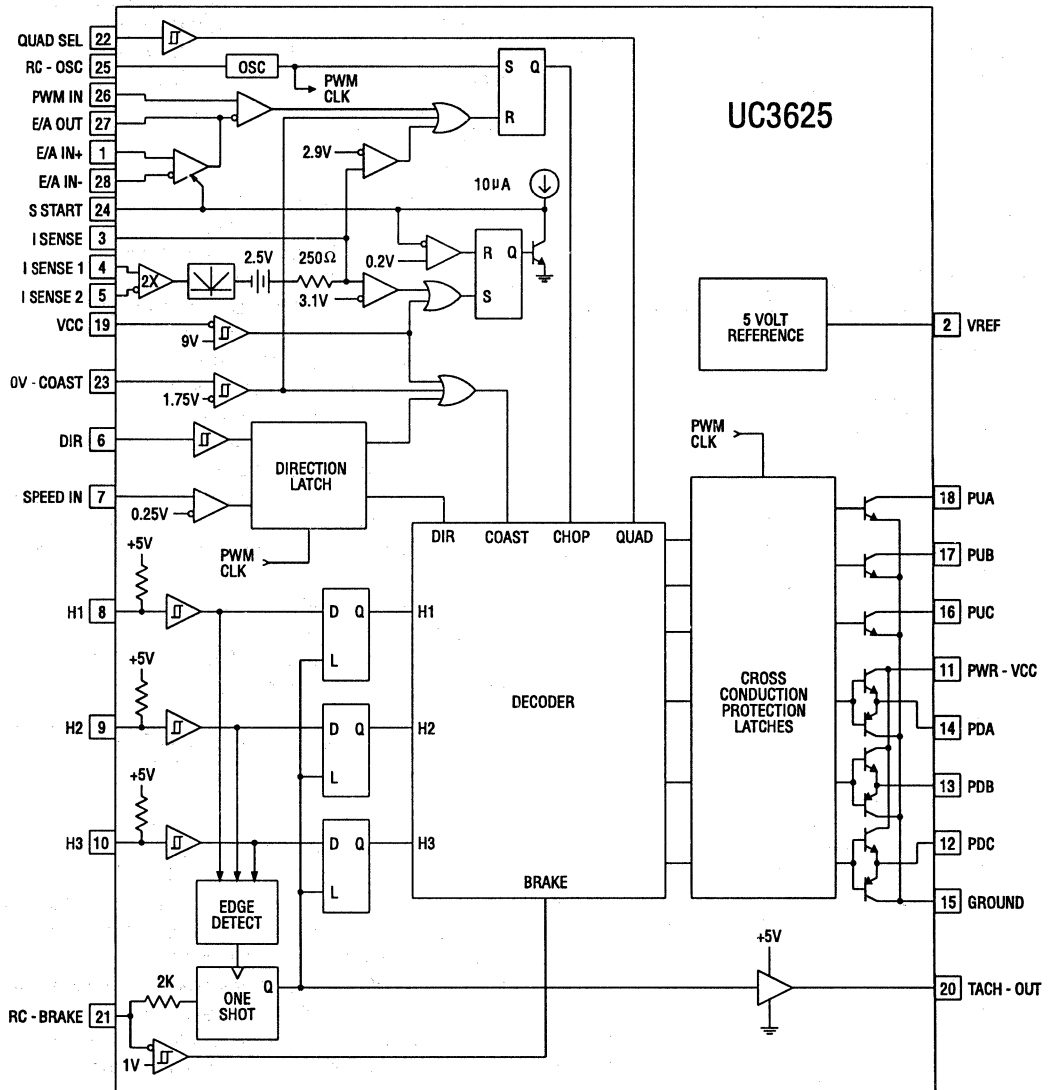 QUAD SEL 22
RC - OSC 25
PWM IN 26
E/A OUT 27
E/A IN+ 1
E/A IN- 28
S START 24
I SENSE 3
I SENSE 1 4
I SENSE 2 5
VCC 19
0V - COAST 23
DIR 6
SPEED IN 7
H1 8
H2 9
H3 10
RC - BRAKE 21
OSC
PWM
CLK
S Q
R
UC3625
2.9V
10µA
2X
2.5V
250Ω
0.2V
3.1V
R Q
S
9V
1.75V
5 VOLT
REFERENCE
2 VREF
DIRECTION
LATCH
0.25V
PWM
CLK
PWM
CLK
+5V
+5V
+5V
D Q
L
D Q
L
D Q
L
DIR COAST CHOP QUAD
H1
H2
H3
DECODER
BRAKE
CROSS
CONDUCTION
PROTECTION
LATCHES
18 PUA
17 PUB
16 PUC
11 PWR - VCC
14 PDA
13 PDB
12 PDC
15 GROUND
EDGE
DETECT
2K
ONE
SHOT
Q
1V
+5V
20 TACH - OUT